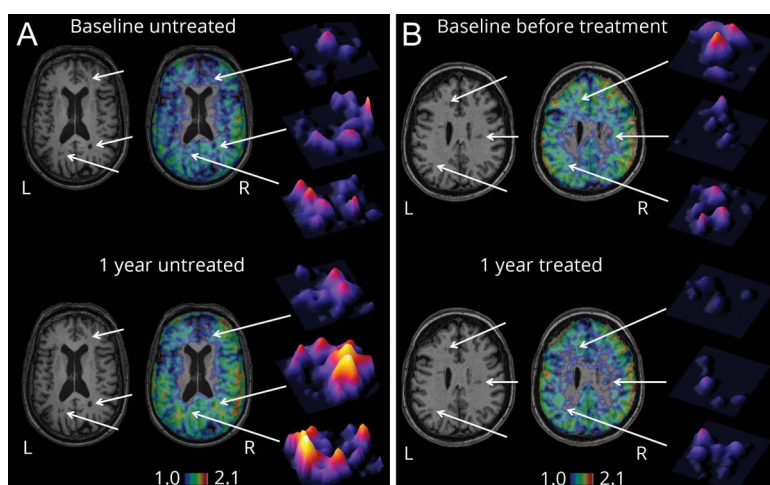 A
Baseline untreated
L
R
1 year untreated
L
R
1.0 2.1
B
Baseline before treatment
L
R
1 year treated
L
R
1.0 2.1